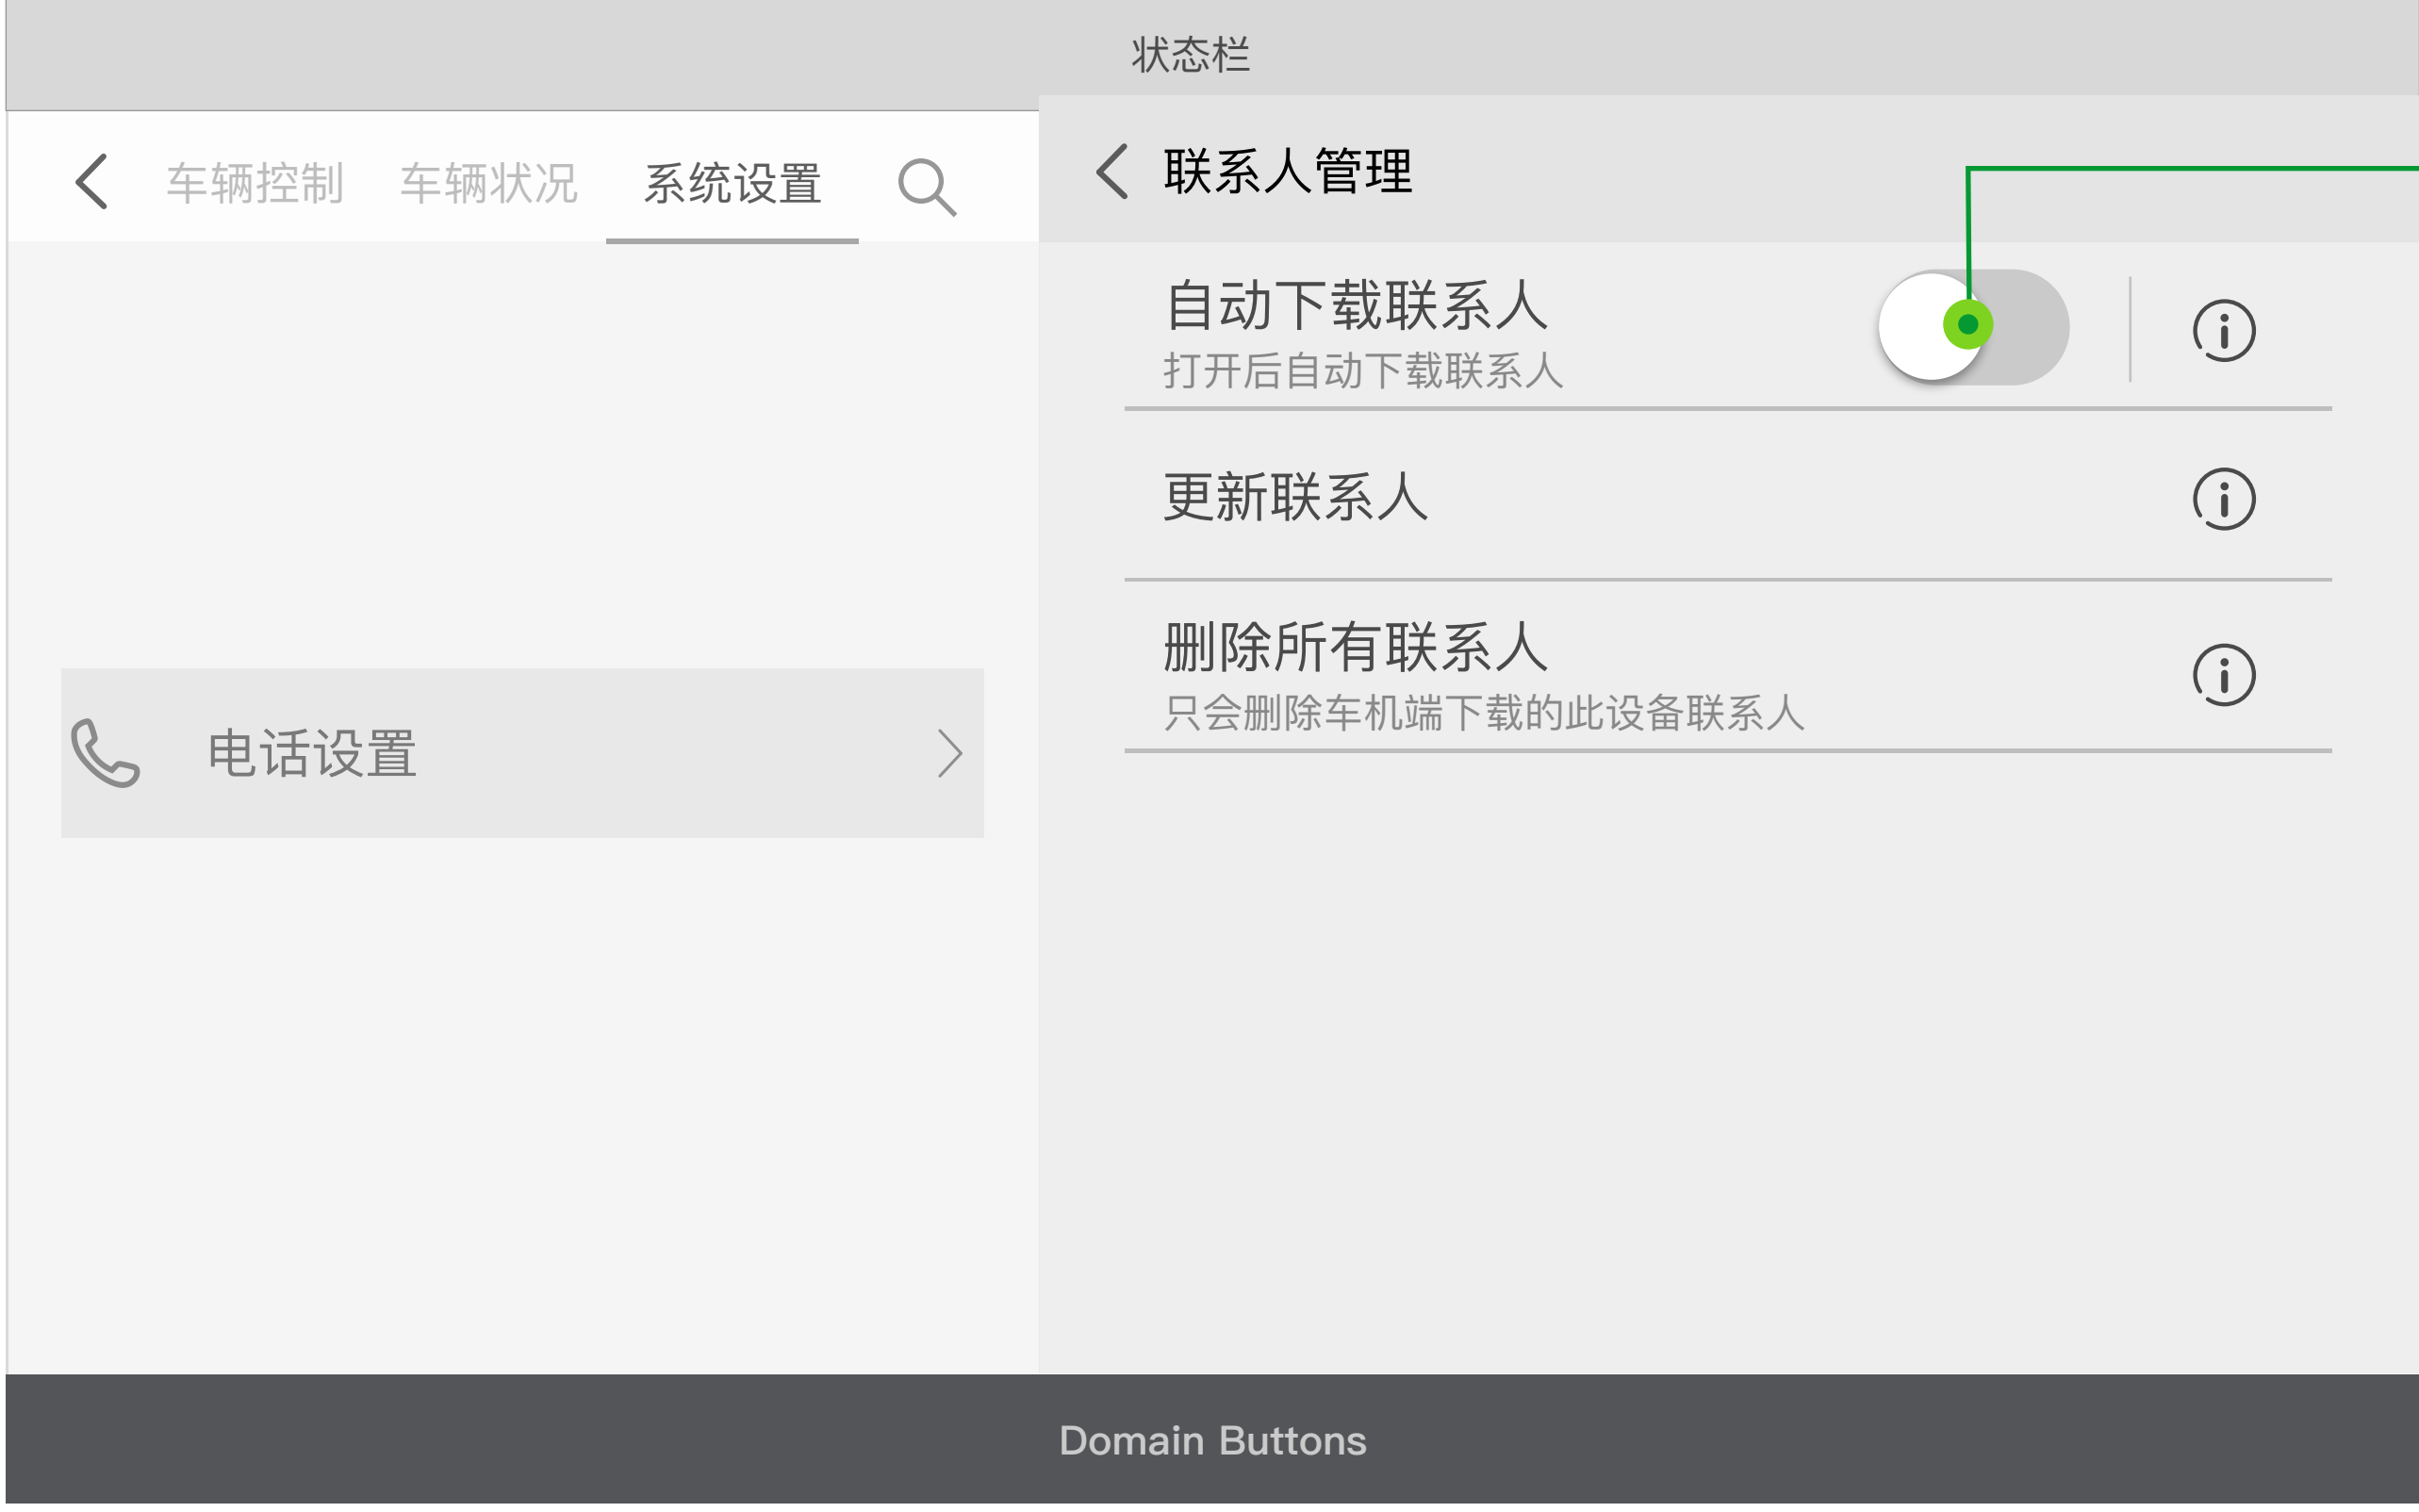 状态栏
车辆控制 车辆状况 系统设置
联系人管理
自动下载联系人
打开后自动下载联系人
更新联系人
删除所有联系人
只会删除车机端下载的此设备联系人
电话设置
Domain Buttons